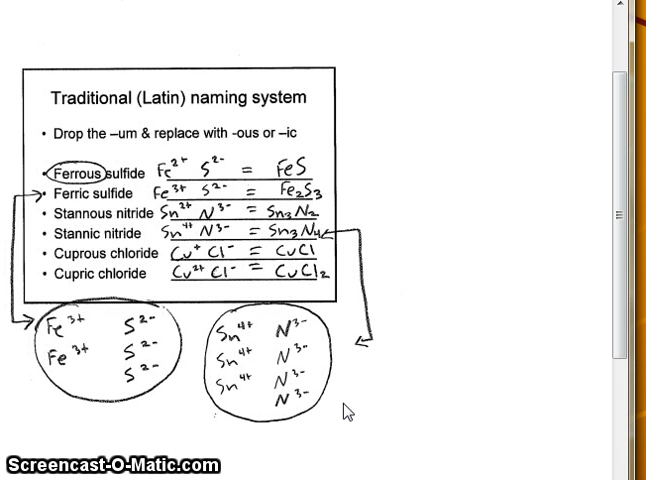 Traditional (Latin) naming system
• Drop the –um & replace with -ous or –ic
• Ferrous sulfide Fe²⁺ S²⁻ = FeS
• Ferric sulfide Fe³⁺ S²⁻ = Fe₂S₃
• Stannous nitride Sn²⁺ N³⁻ = Sn₃N₂
• Stannic nitride Sn⁴⁺ N³⁻ = Sn₃N₄
• Cuprous chloride Cu⁺ Cl⁻ = CuCl
• Cupric chloride Cu²⁺ Cl⁻ = CuCl₂
Fe³⁺ S²⁻
Fe³⁺ S²⁻
S²⁻
Sn⁴⁺ N³⁻
Sn⁴⁺ N³⁻
Sn⁴⁺ N³⁻
N³⁻
Screencast-O-Matic.com